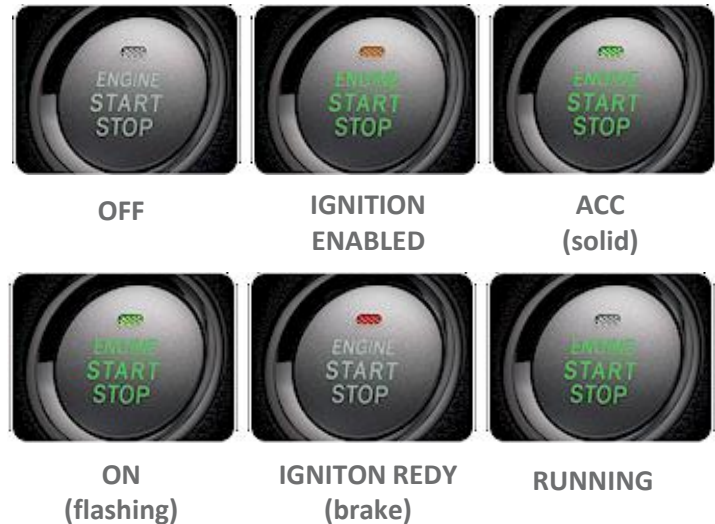 ENGINE
START
STOP
ENGINE
START
STOP
ENGINE
START
STOP
OFF
IGNITION
ENABLED
ACC
(solid)
ENGINE
START
STOP
ENGINE
START
STOP
ENGINE
START
STOP
ON
(flashing)
IGNITON REDY
(brake)
RUNNING